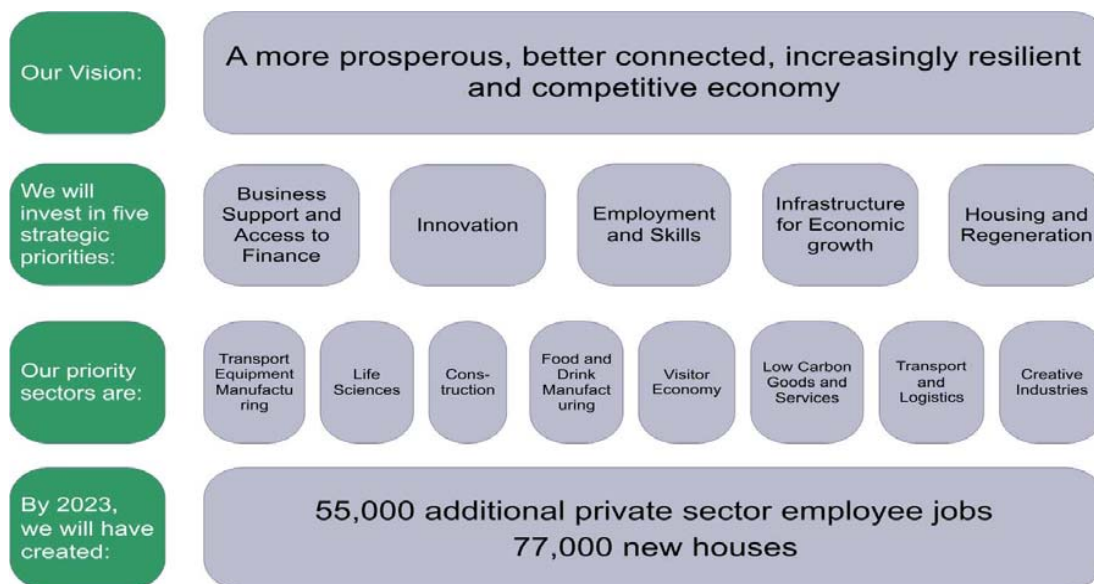 Our Vision:
A more prosperous, better connected, increasingly resilient
and competitive economy
We will
invest in five
strategic
priorities:
Business
Support and
Access to
Finance
Innovation
Employment
and Skills
Infrastructure
for Economic
growth
Housing and
Regeneration
Our priority
sectors are:
Transport
Equipment
Manufactu
ring
Life
Sciences
Cons-
truction
Food and
Drink
Manufact
uring
Visitor
Economy
Low Carbon
Goods and
Services
Transport
and
Logistics
Creative
Industries
By 2023,
we will have
created:
55,000 additional private sector employee jobs
77,000 new houses